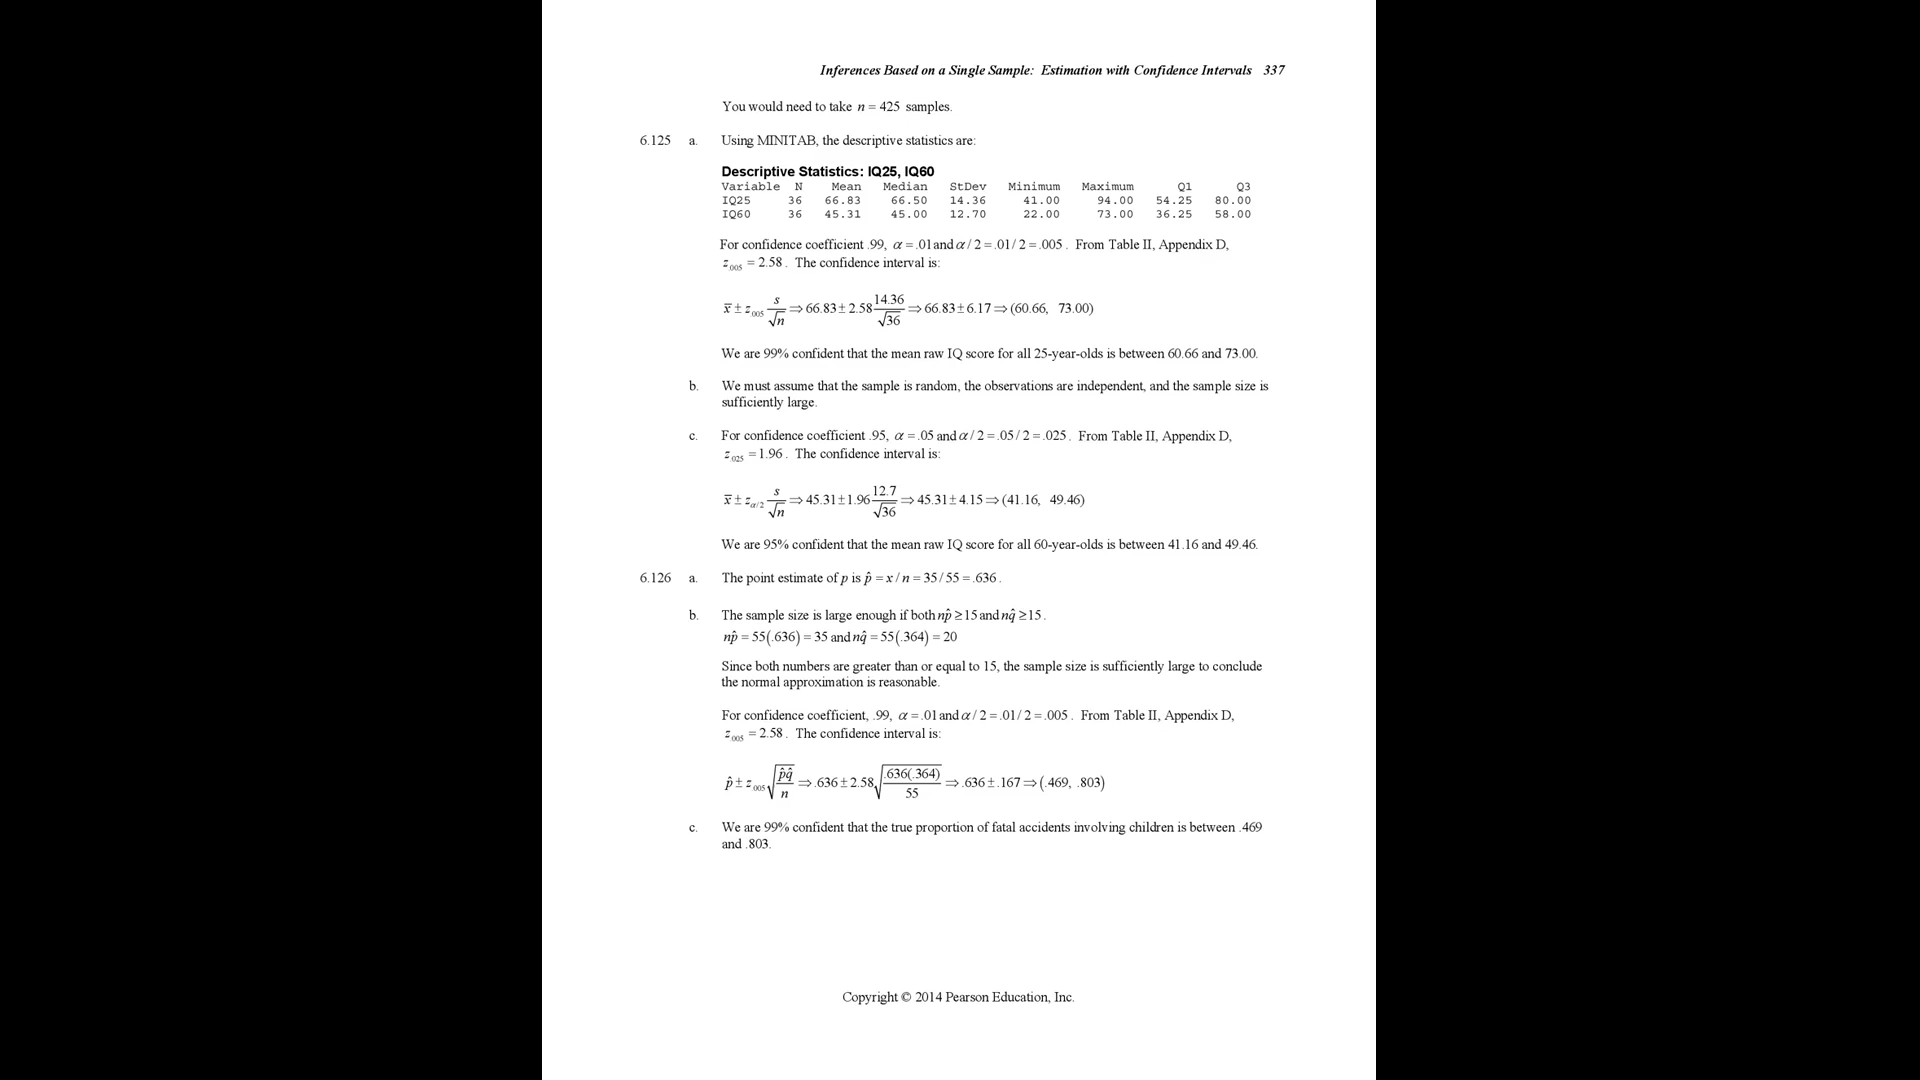 Inferences Based on a Single Sample: Estimation with Confidence Intervals 337
You would need to take n = 425 samples.
6.125 a. Using MINITAB, the descriptive statistics are:
Descriptive Statistics: IQ25, IQ60
Variable N Mean Median StDev Minimum Maximum Q1 Q3
IQ25 36 66.83 66.50 14.36 41.00 94.00 54.25 80.00
IQ60 36 45.31 45.00 12.70 22.00 73.00 36.25 58.00
For confidence coefficient .99, α = .01 and α / 2 = .01 / 2 = .005 . From Table II, Appendix D,
z.005 = 2.58 . The confidence interval is:
x̄ ± z.005 s/√n ⇒ 66.83 ± 2.58 14.36/√36 ⇒ 66.83 ± 6.17 ⇒ (60.66, 73.00)
We are 99% confident that the mean raw IQ score for all 25-year-olds is between 60.66 and 73.00.
b. We must assume that the sample is random, the observations are independent, and the sample size is
sufficiently large.
c. For confidence coefficient .95, α = .05 and α / 2 = .05 / 2 = .025 . From Table II, Appendix D,
z.025 = 1.96 . The confidence interval is:
x̄ ± zα/2 s/√n ⇒ 45.31 ± 1.96 12.7/√36 ⇒ 45.31 ± 4.15 ⇒ (41.16, 49.46)
We are 95% confident that the mean raw IQ score for all 60-year-olds is between 41.16 and 49.46.
6.126 a. The point estimate of p is p̂ = x / n = 35 / 55 = .636 .
b. The sample size is large enough if both np̂ ≥ 15 and nq̂ ≥ 15 .
np̂ = 55(.636) = 35 and nq̂ = 55(.364) = 20
Since both numbers are greater than or equal to 15, the sample size is sufficiently large to conclude
the normal approximation is reasonable.
For confidence coefficient, .99, α = .01 and α / 2 = .01 / 2 = .005 . From Table II, Appendix D,
z.005 = 2.58 . The confidence interval is:
p̂ ± z.005 √(p̂q̂/n) ⇒ .636 ± 2.58 √(.636(.364)/55) ⇒ .636 ± .167 ⇒ (.469, .803)
c. We are 99% confident that the true proportion of fatal accidents involving children is between .469
and .803.
Copyright © 2014 Pearson Education, Inc.